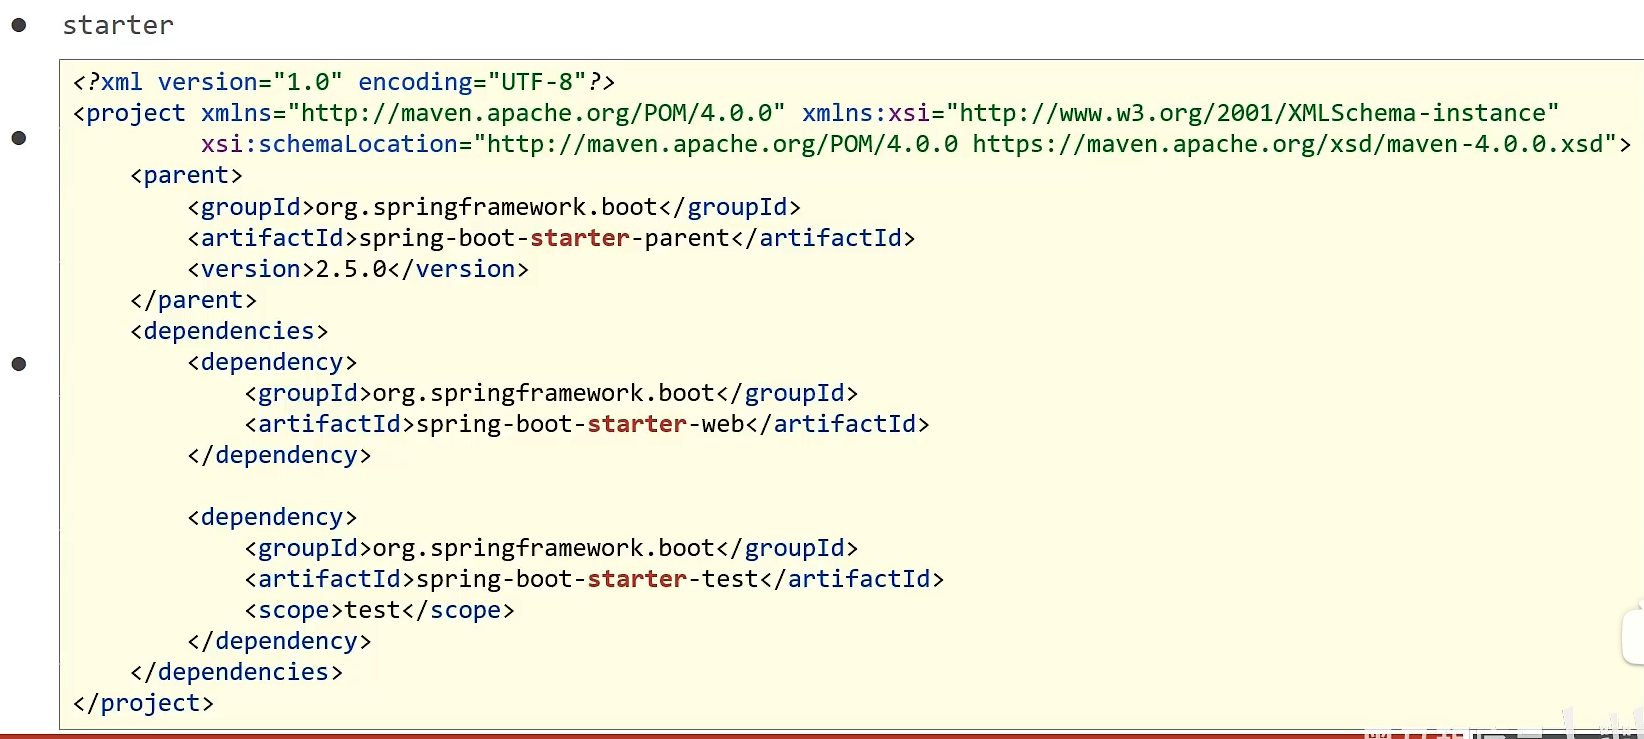 starter
<?xml version="1.0" encoding="UTF-8"?>
<project xmlns="http://maven.apache.org/POM/4.0.0" xmlns:xsi="http://www.w3.org/2001/XMLSchema-instance"
xsi:schemaLocation="http://maven.apache.org/POM/4.0.0 https://maven.apache.org/xsd/maven-4.0.0.xsd">
<parent>
<groupId>org.springframework.boot</groupId>
<artifactId>spring-boot-starter-parent</artifactId>
<version>2.5.0</version>
</parent>
<dependencies>
<dependency>
<groupId>org.springframework.boot</groupId>
<artifactId>spring-boot-starter-web</artifactId>
</dependency>
<dependency>
<groupId>org.springframework.boot</groupId>
<artifactId>spring-boot-starter-test</artifactId>
<scope>test</scope>
</dependency>
</dependencies>
</project>